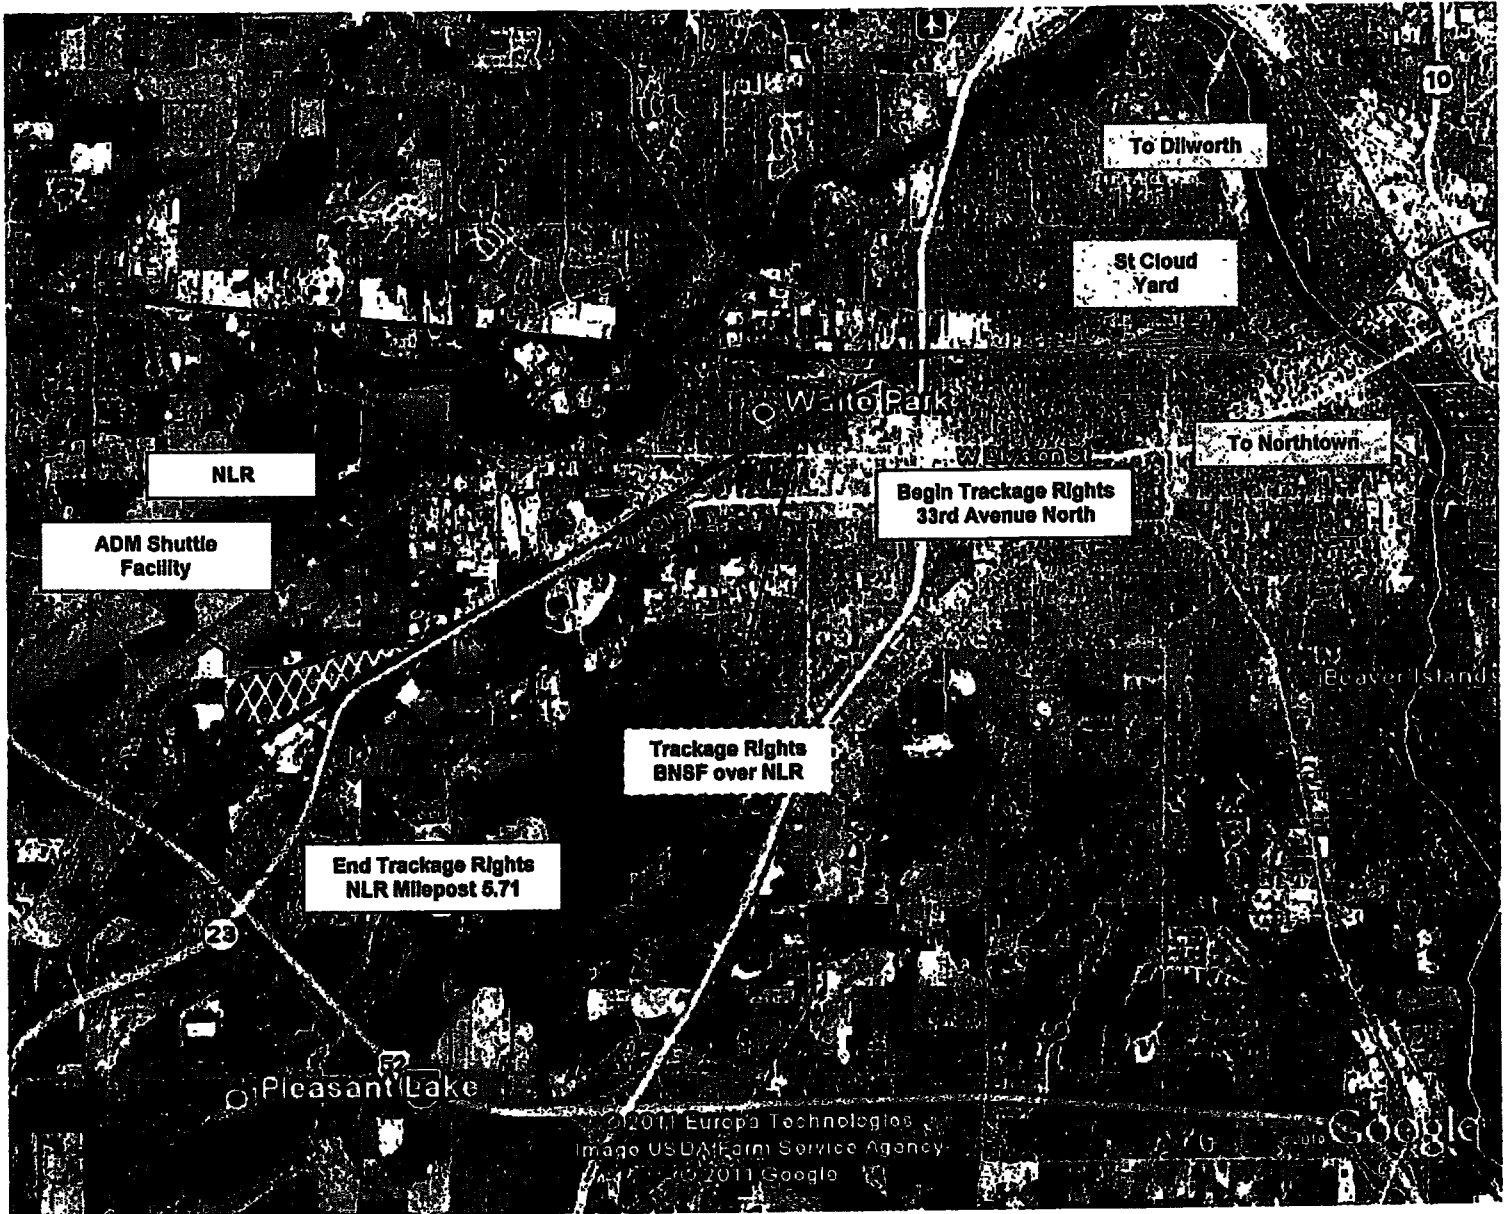 10
To Dilworth
St Cloud
Yard
Waite Park
To Northtown
W Division St
NLR
Begin Trackage Rights
33rd Avenue North
ADM Shuttle
Facility
Beaver Islands
Trackage Rights
BNSF over NLR
End Trackage Rights
NLR Milepost 5.71
23
52
Pleasant Lake
©2011 Europa Technologies
Image USDA Farm Service Agency
© 2011 Google
Google